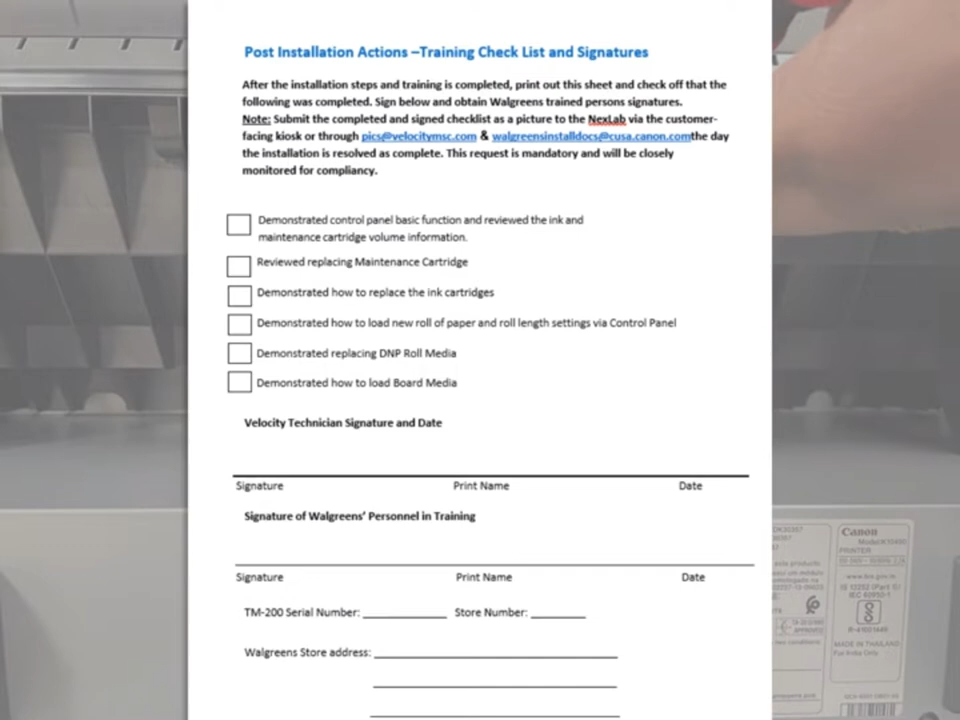 Post Installation Actions –Training Check List and Signatures
After the installation steps and training is completed, print out this sheet and check off that the
following was completed. Sign below and obtain Walgreens trained persons signatures.
Note: Submit the completed and signed checklist as a picture to the NexLab via the customer-
facing kiosk or through pics@velocitymsc.com & walgreensinstalldocs@cusa.canon.comthe day
the installation is resolved as complete. This request is mandatory and will be closely
monitored for compliancy.
Demonstrated control panel basic function and reviewed the ink and
maintenance cartridge volume information.
Reviewed replacing Maintenance Cartridge
Demonstrated how to replace the ink cartridges
Demonstrated how to load new roll of paper and roll length settings via Control Panel
Demonstrated replacing DNP Roll Media
Demonstrated how to load Board Media
Velocity Technician Signature and Date
Signature Print Name Date
Signature of Walgreens' Personnel in Training
Signature Print Name Date
TM-200 Serial Number: Store Number:
Walgreens Store address:
Canon
PRINTER
IEC 60950-1
MADE IN THAILAND
For India Only